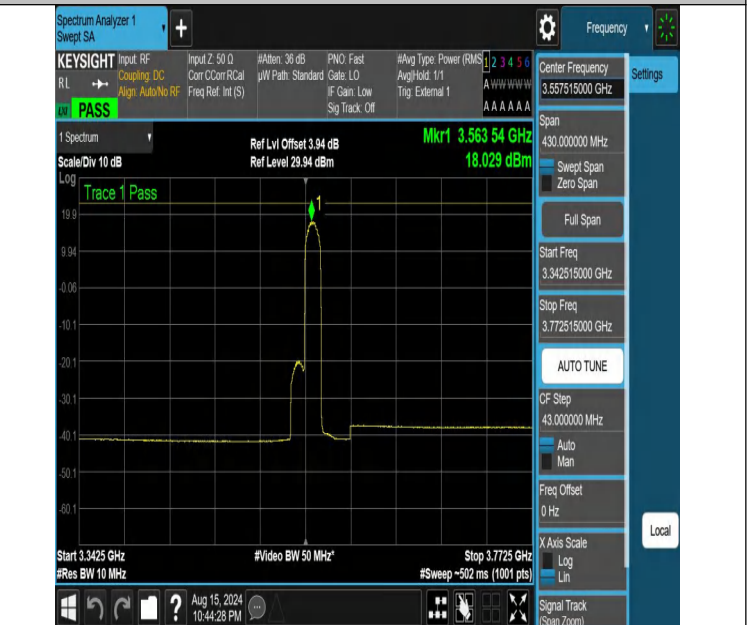 Spectrum Analyzer 1
Swept SA
+
Frequency
KEYSIGHT
RL
LXI
PASS
Input: RF
Coupling: DC
Align: Auto/No RF
Input Z: 50 Ω
Corr CCorr RCal
Freq Ref: Int (S)
#Atten: 36 dB
µW Path: Standard
PNO: Fast
Gate: LO
IF Gain: Low
Sig Track: Off
#Avg Type: Power (RMS
Avg|Hold: 1/1
Trig: External 1
1 2 3 4 5 6
A W W W W W
A A A A A A
1 Spectrum
Scale/Div 10 dB
Log
Ref Lvl Offset 3.94 dB
Ref Level 29.94 dBm
Mkr1 3.563 54 GHz
18.029 dBm
Trace 1 Pass
1
19.9
9.94
-0.06
-10.1
-20.1
-30.1
-40.1
-50.1
-60.1
Start 3.3425 GHz
#Res BW 10 MHz
#Video BW 50 MHz*
Stop 3.7725 GHz
#Sweep ~502 ms (1001 pts)
?
Aug 15, 2024
10:44:28 PM
Center Frequency
3.557515000 GHz
Settings
Span
430.000000 MHz
Swept Span
Zero Span
Full Span
Start Freq
3.342515000 GHz
Stop Freq
3.772515000 GHz
AUTO TUNE
CF Step
43.000000 MHz
Auto
Man
Freq Offset
0 Hz
Local
X Axis Scale
Log
Lin
Signal Track
(Span Zoom)